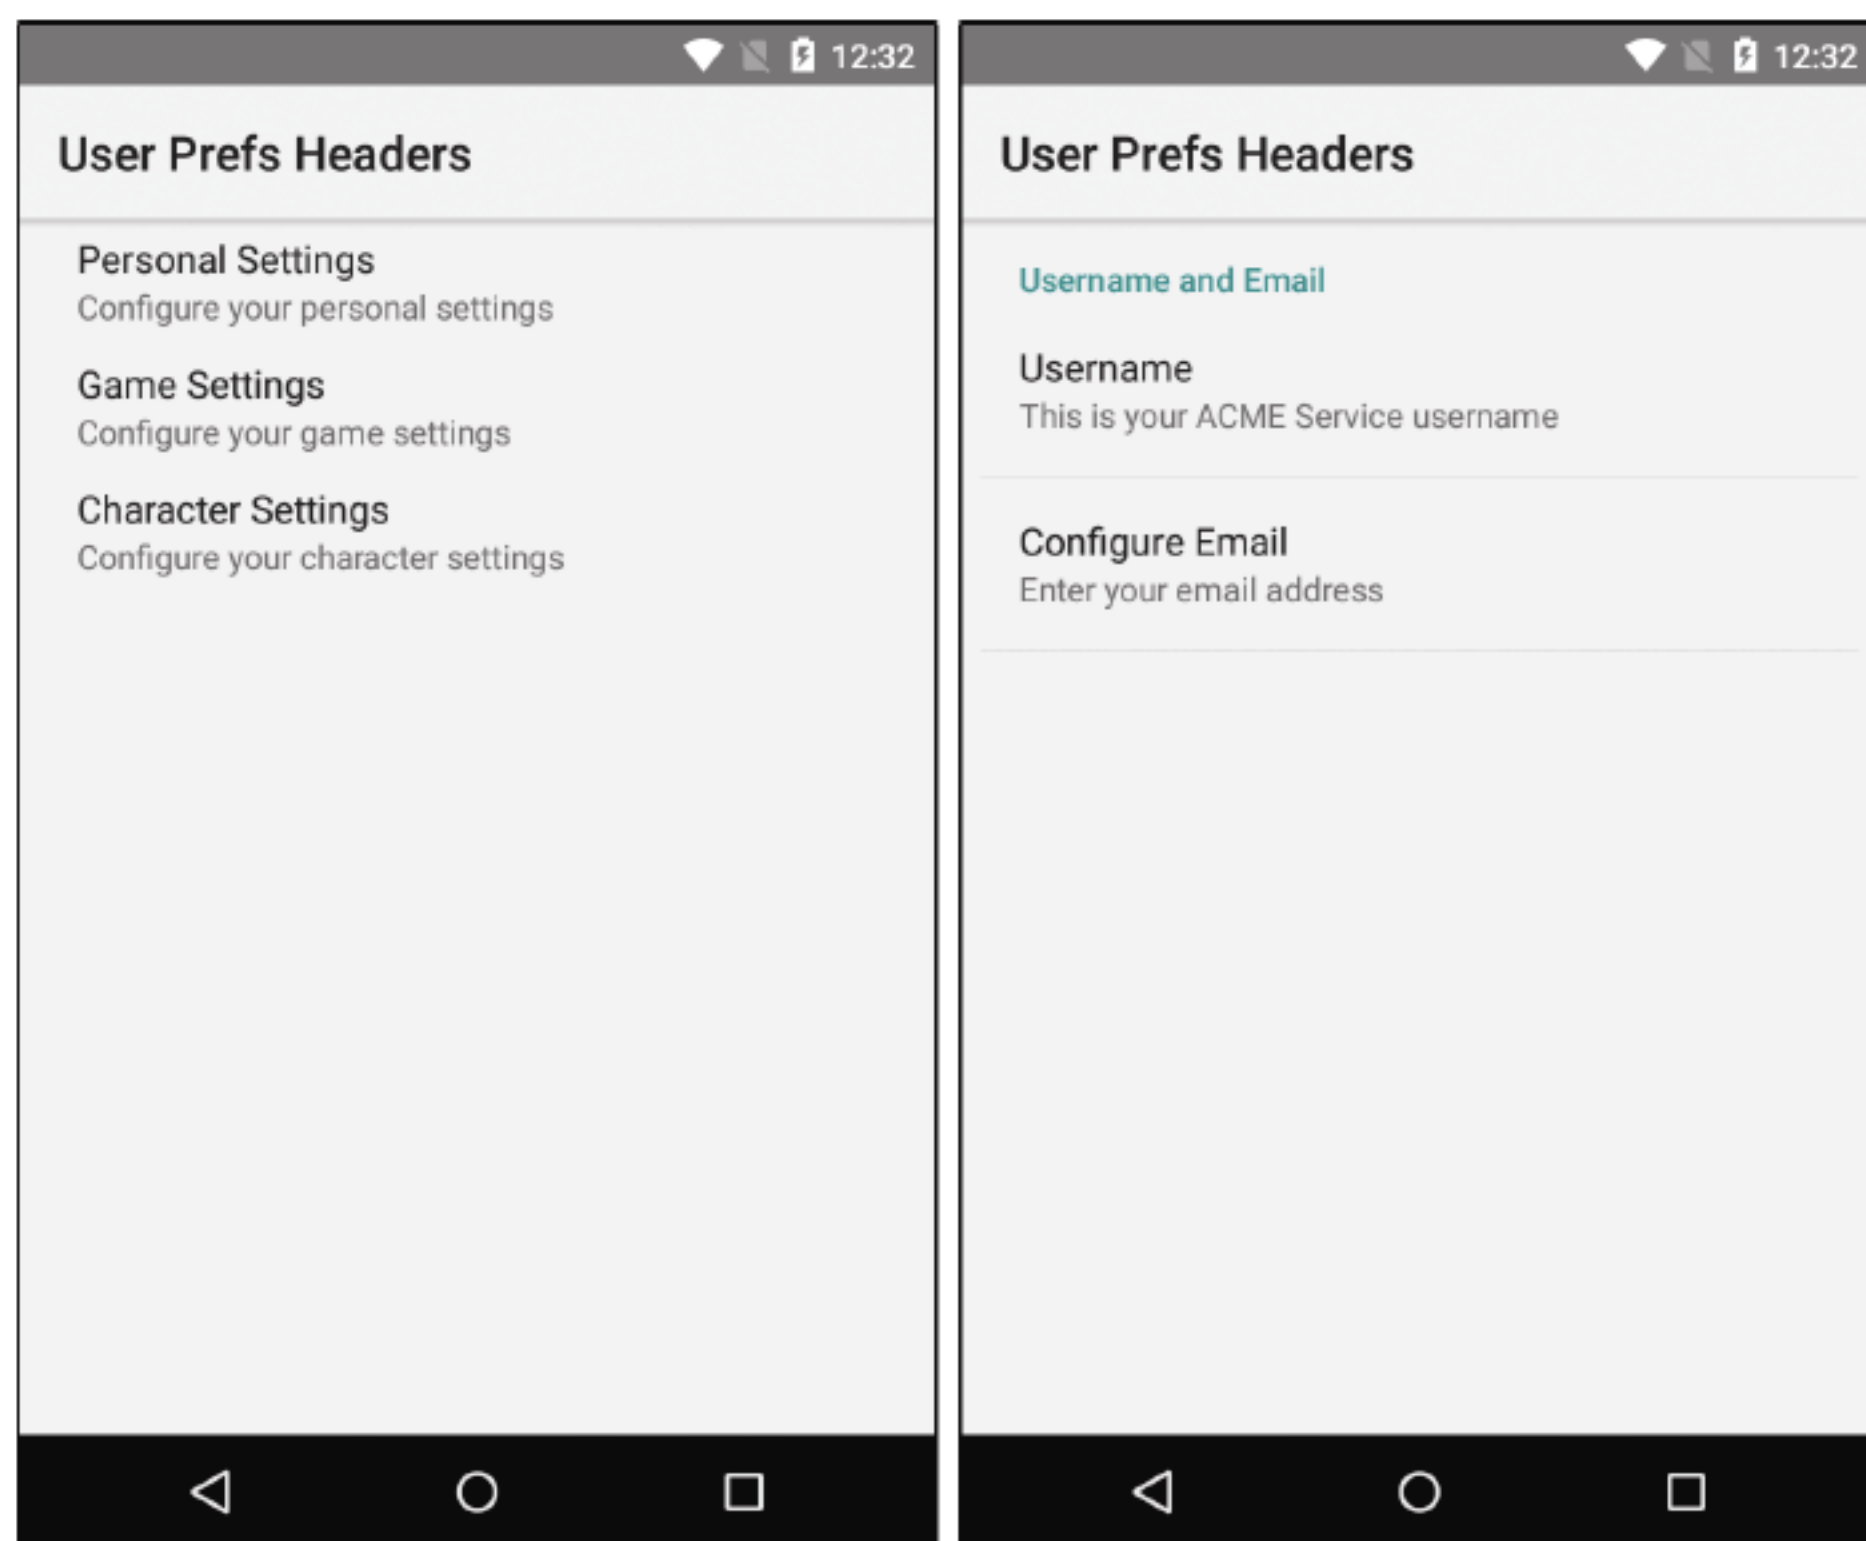 12:32
User Prefs Headers
Personal Settings
Configure your personal settings
Game Settings
Configure your game settings
Character Settings
Configure your character settings
12:32
User Prefs Headers
Username and Email
Username
This is your ACME Service username
Configure Email
Enter your email address